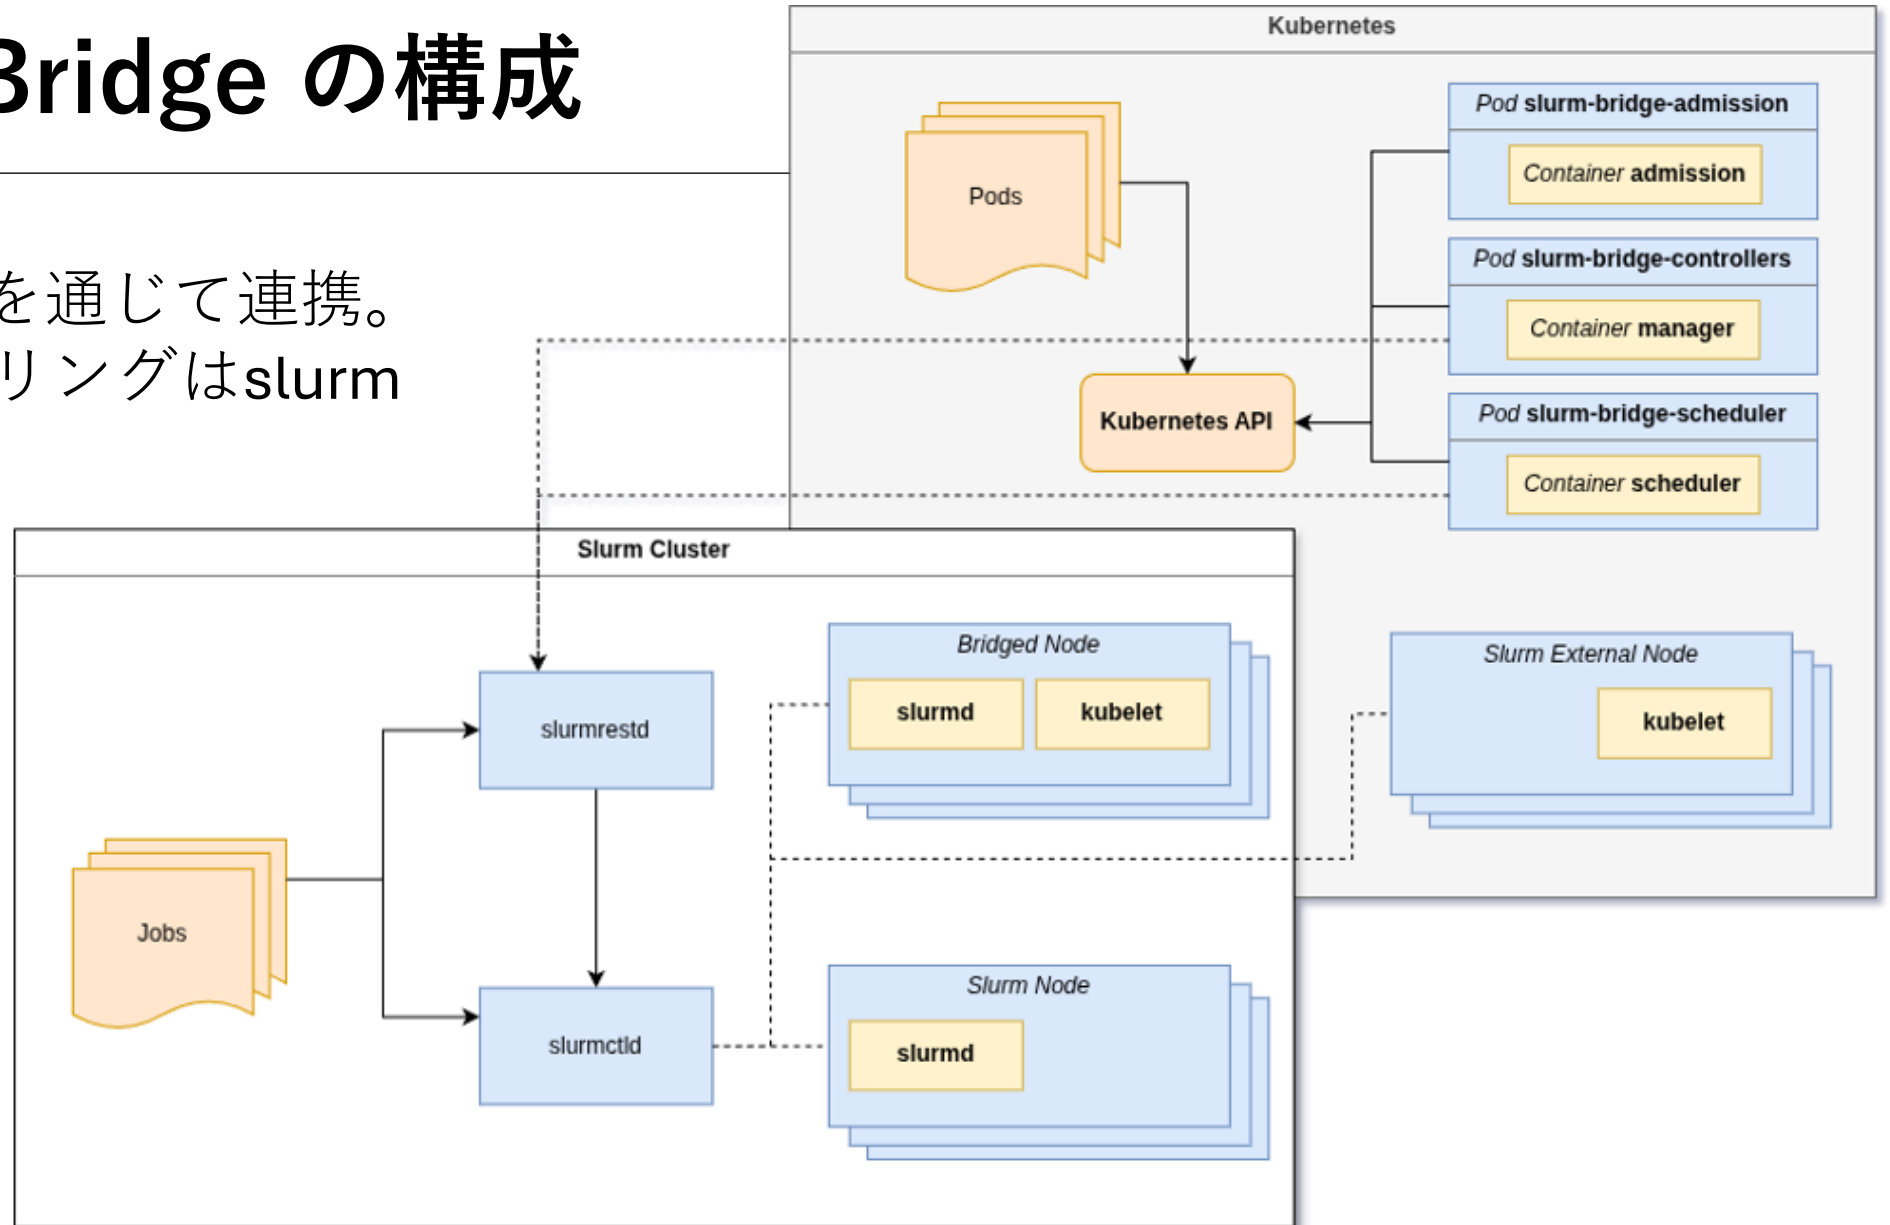 Bridge の構成
を通じて連携。
リングはslurm
Kubernetes
Pods
Kubernetes API
Pod slurm-bridge-admission
Container admission
Pod slurm-bridge-controllers
Container manager
Pod slurm-bridge-scheduler
Container scheduler
Slurm Cluster
slurmrestd
Jobs
slurmctld
Bridged Node
slurmd
kubelet
Slurm Node
slurmd
Slurm External Node
kubelet